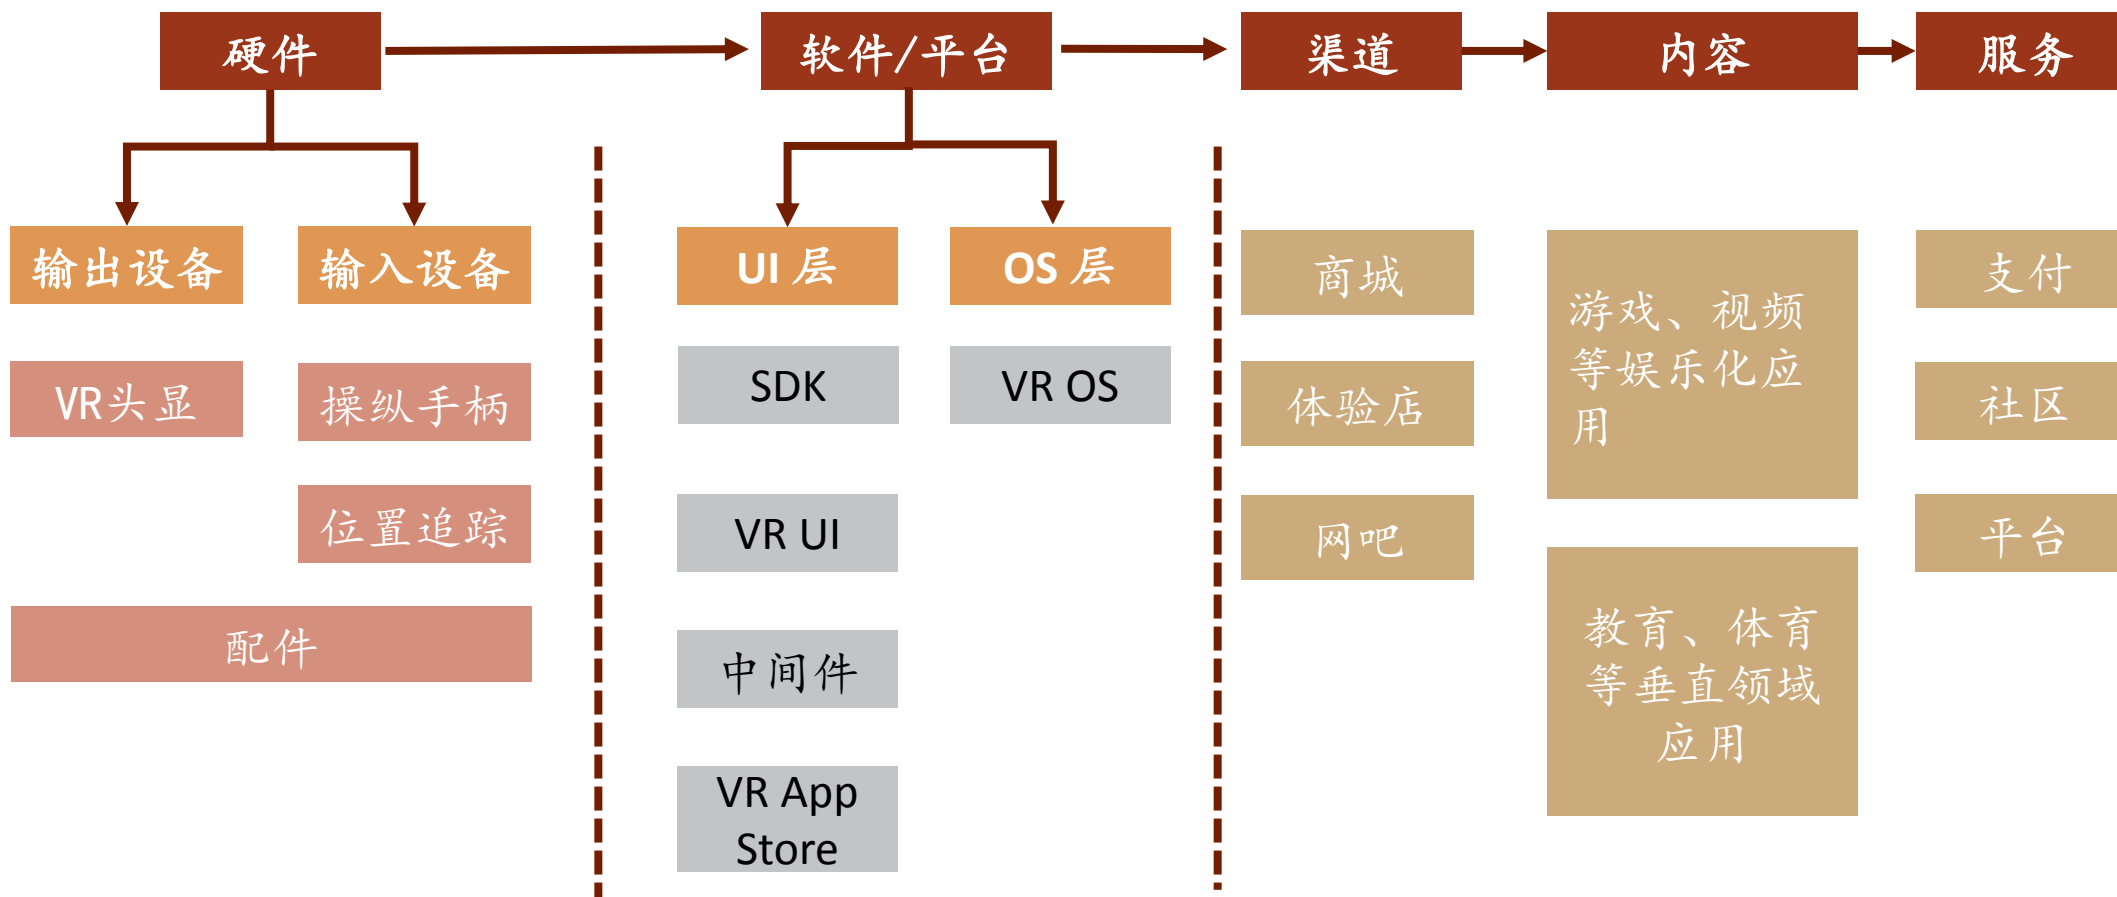 硬件
软件/平台
渠道
内容
服务
输出设备
输入设备
UI 层
OS 层
VR头显
操纵手柄
位置追踪
配件
SDK
VR OS
VR UI
中间件
VR App
Store
商城
体验店
网吧
游戏、视频
等娱乐化应
用
教育、体育
等垂直领域
应用
支付
社区
平台